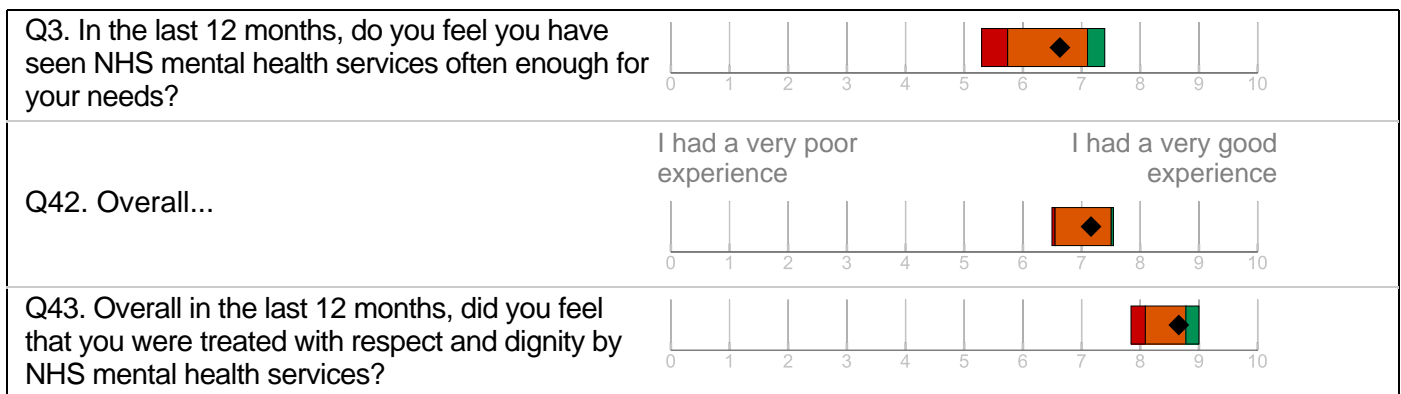 Q3. In the last 12 months, do you feel you have
seen NHS mental health services often enough for
your needs?
0 1 2 3 4 5 6 7 8 9 10
I had a very poor
experience
I had a very good
experience
Q42. Overall...
0 1 2 3 4 5 6 7 8 9 10
Q43. Overall in the last 12 months, did you feel
that you were treated with respect and dignity by
NHS mental health services?
0 1 2 3 4 5 6 7 8 9 10